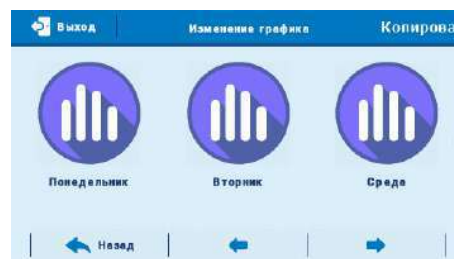 Выход Изменение графика Копирова
Понедельник Вторник Среда
Назад